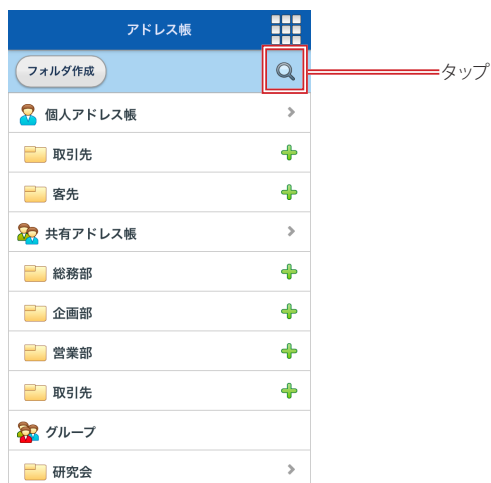 アドレス帳
フォルダ作成
タップ
個人アドレス帳
取引先
客先
共有アドレス帳
総務部
企画部
営業部
取引先
グループ
研究会